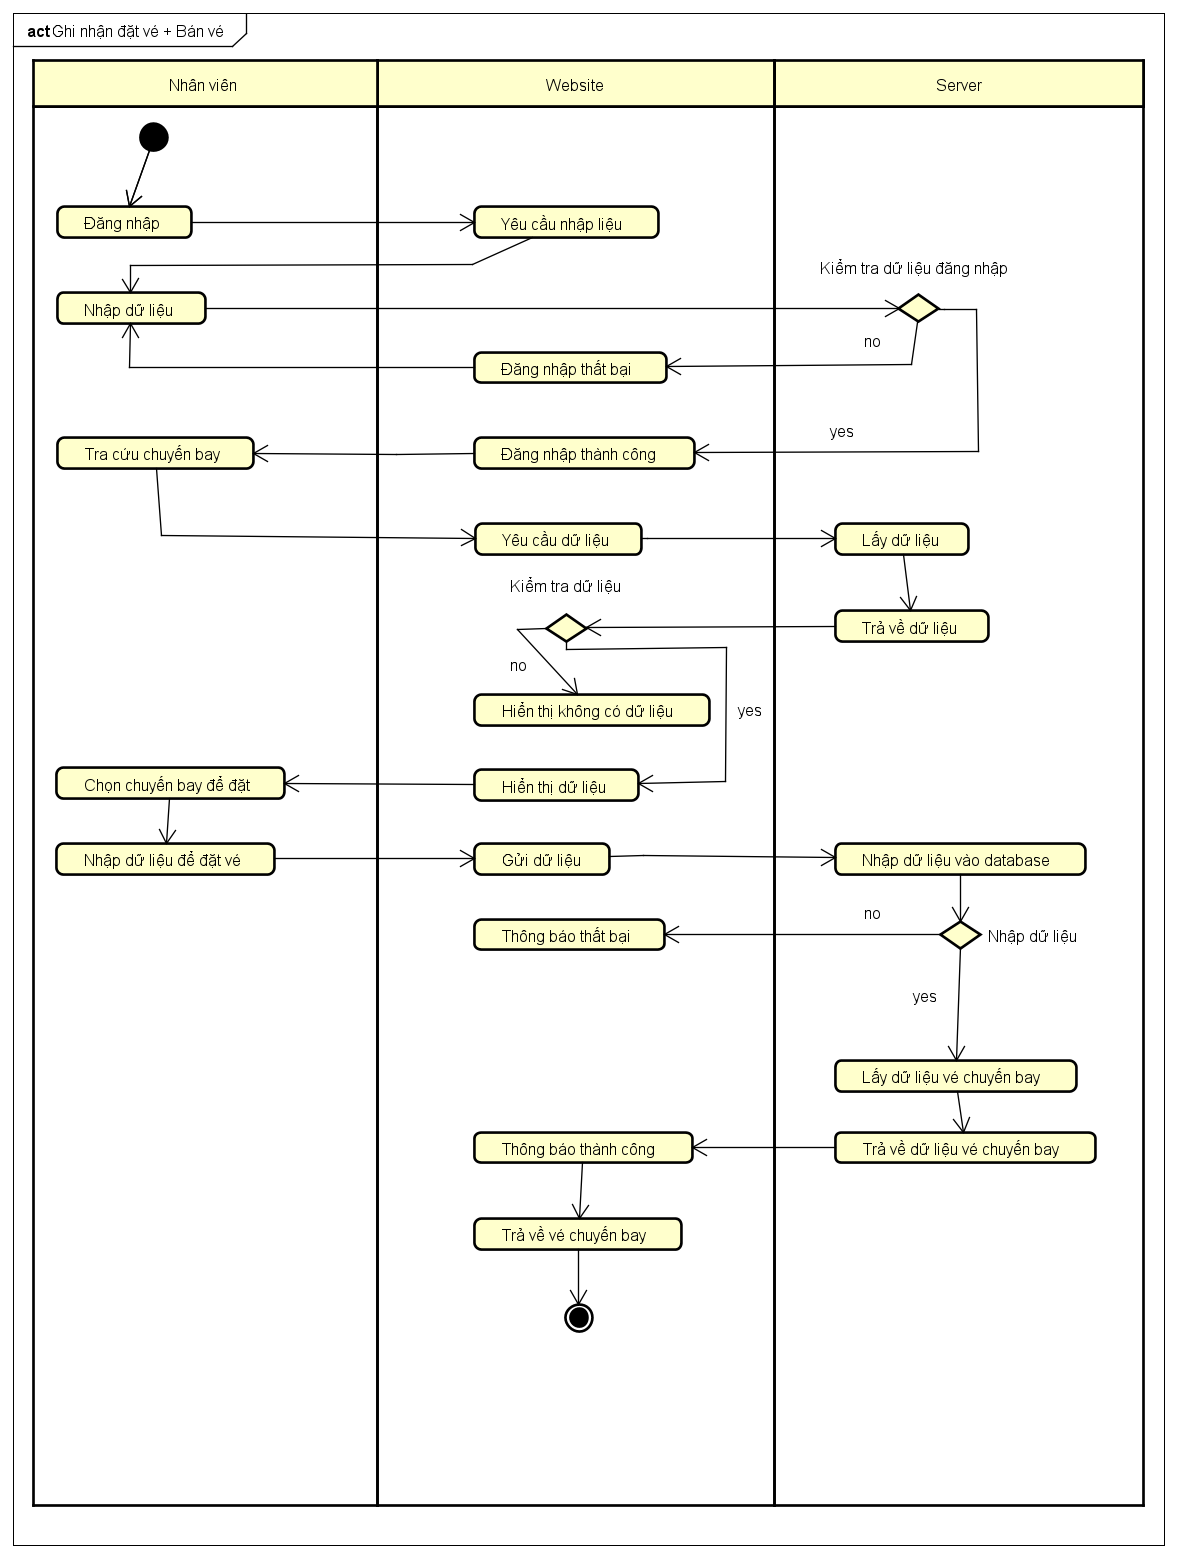 act Ghi nhận đặt vé + Bán vé
Nhân viên
Website
Server
Đăng nhập
Yêu cầu nhập liệu
Kiểm tra dữ liệu đăng nhập
Nhập dữ liệu
no
Đăng nhập thất bại
yes
Tra cứu chuyến bay
Đăng nhập thành công
Yêu cầu dữ liệu
Lấy dữ liệu
Kiểm tra dữ liệu
Trả về dữ liệu
no
Hiển thị không có dữ liệu
yes
Chọn chuyến bay để đặt
Hiển thị dữ liệu
Nhập dữ liệu để đặt vé
Gửi dữ liệu
Nhập dữ liệu vào database
no
Thông báo thất bại
Nhập dữ liệu
yes
Lấy dữ liệu vé chuyến bay
Thông báo thành công
Trả về dữ liệu vé chuyến bay
Trả về vé chuyến bay